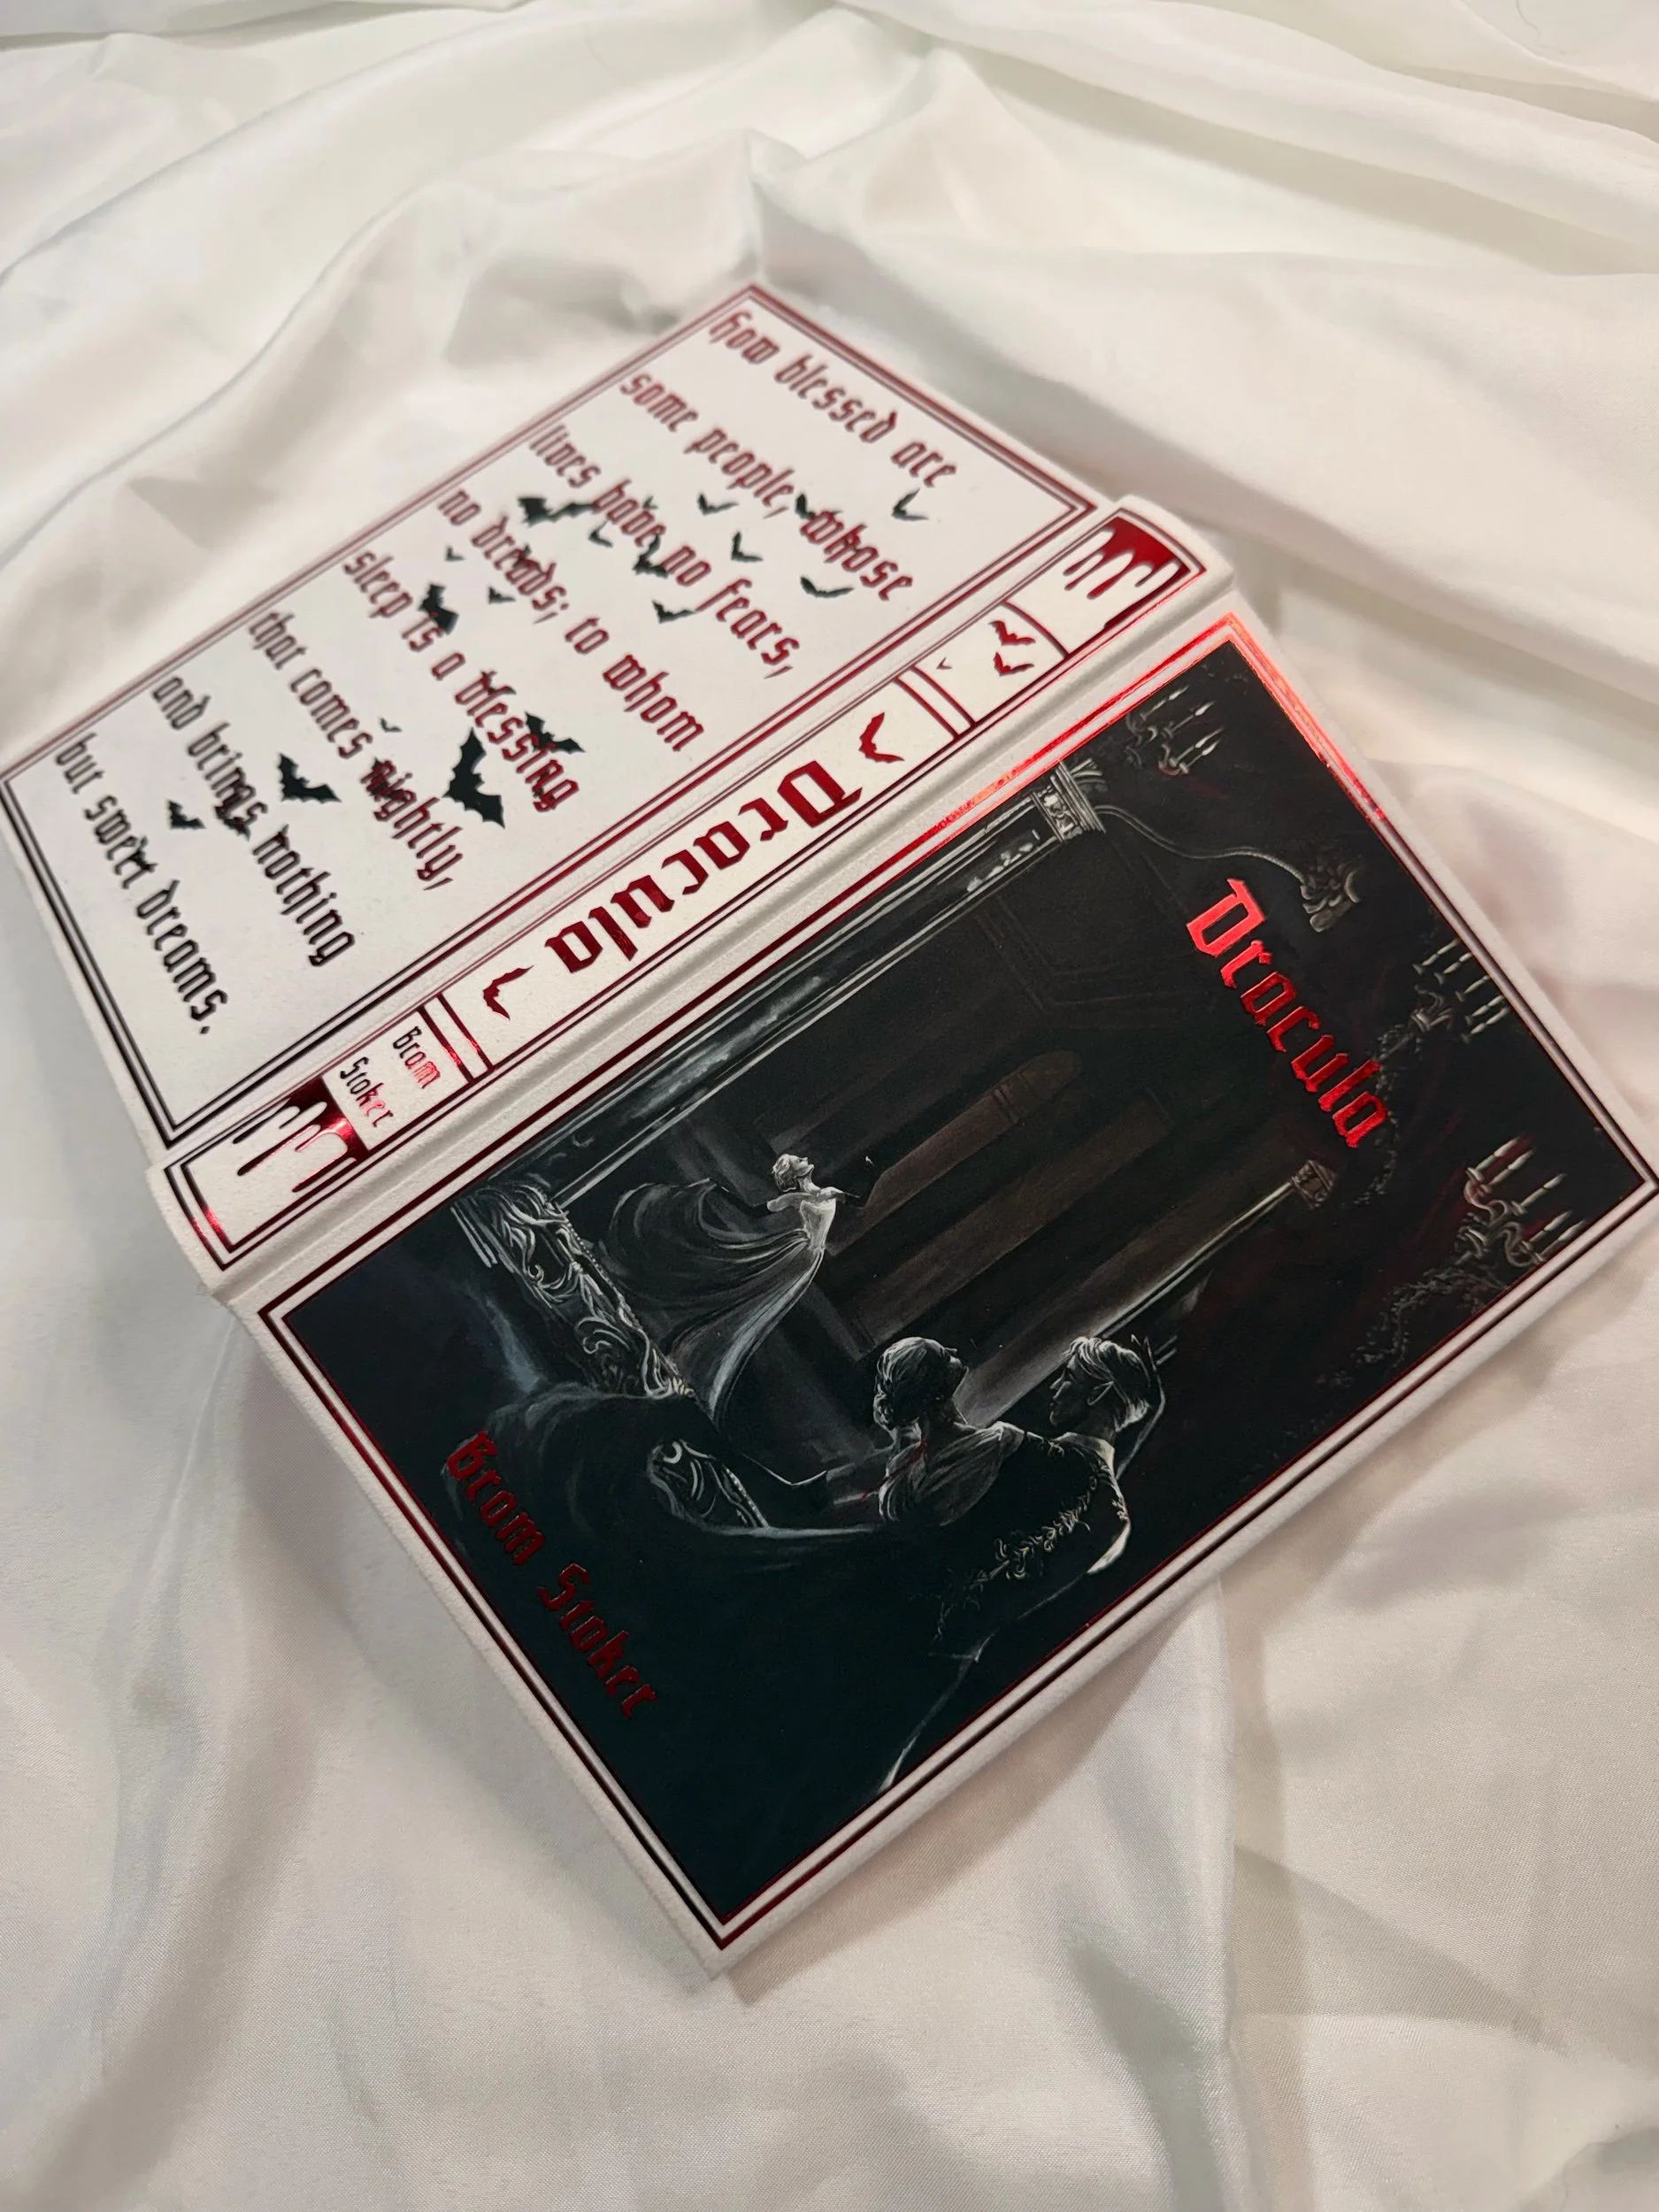 how blessed are
some people, whose
lives have no fears,
no dreads; to whom
sleep is a blessing
that comes nightly,
and brings nothing
but sweet dreams.
Dracula
Bram
Stoker
Dracula
Bram Stoker